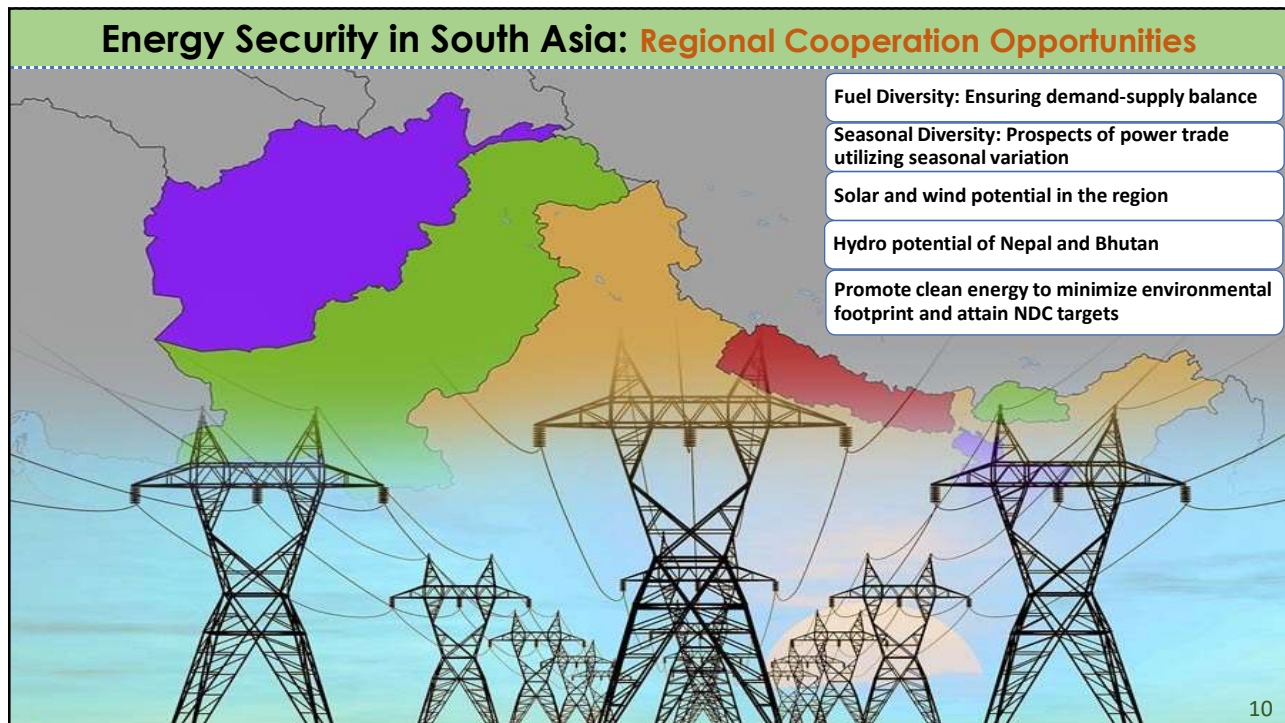 Energy Security in South Asia: Regional Cooperation Opportunities
Fuel Diversity: Ensuring demand-supply balance
Seasonal Diversity: Prospects of power trade
utilizing seasonal variation
Solar and wind potential in the region
Hydro potential of Nepal and Bhutan
Promote clean energy to minimize environmental
footprint and attain NDC targets
10